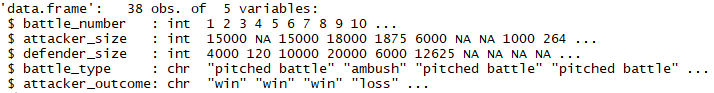 'data.frame':   38 obs. of  5 variables:
 $ battle_number   : int  1 2 3 4 5 6 7 8 9 10 ...
 $ attacker_size   : int  15000 NA 15000 18000 1875 6000 NA NA 1000 264 ...
 $ defender_size   : int  4000 120 10000 20000 6000 12625 NA NA NA NA ...
 $ battle_type     : chr  "pitched battle" "ambush" "pitched battle" "pitched battle" ...
 $ attacker_outcome: chr  "win" "win" "win" "loss" ...